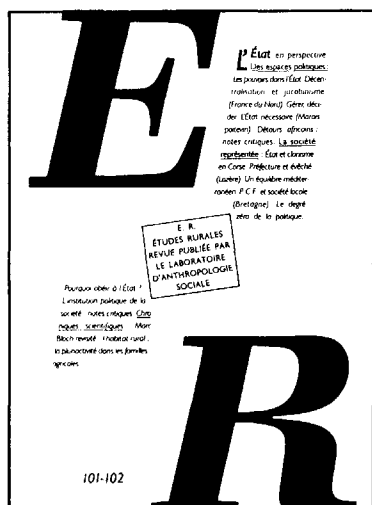 E
L'État en perspective
Des espaces politiques :
Les pouvoirs dans l'État Décen-
tralisation et jacobinisme
(France du Nord) Gérer, déci-
der L'État nécessaire (Marais
poitevin) Détours africains :
notes critiques. La société
représentée : État et clanisme
en Corse Préfecture et évêché
(Lozère) Un équilibre méditer-
ranéen P.C.F. et société locale
(Bretagne) Le degré
zéro de la politique.
E. R.
ÉTUDES RURALES
REVUE PUBLIÉE PAR
LE LABORATOIRE
D'ANTHROPOLOGIE
SOCIALE
Pourquoi obéir à l'État ?
L'institution politique de la
société notes critiques Chro
niques scientifiques Marc
Bloch revisité l'habitat rural,
la pluriactivité dans les familles
agricoles
R
101-102